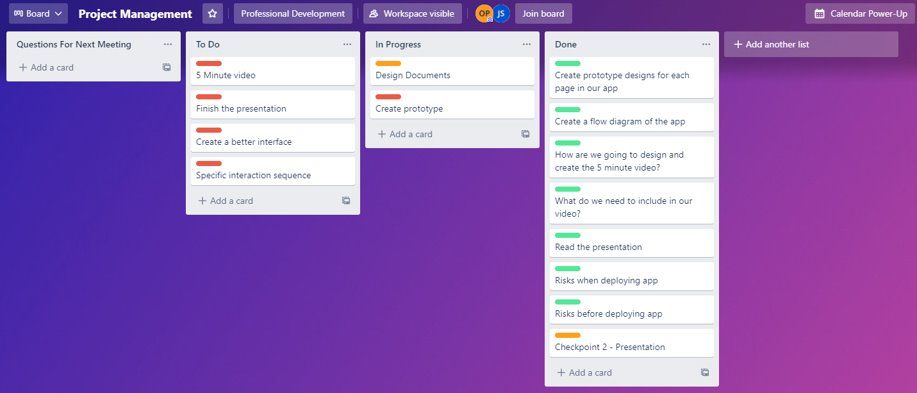 Board
Project Management
Professional Development
Workspace visible
OP
JS
Join board
Calendar Power-Up
Questions For Next Meeting
Add a card
To Do
5 Minute video
Finish the presentation
Create a better interface
Specific interaction sequence
Add a card
In Progress
Design Documents
Create prototype
Add a card
Done
Create prototype designs for each
page in our app
Create a flow diagram of the app
How are we going to design and
create the 5 minute video?
What do we need to include in our
video?
Read the presentation
Risks when deploying app
Risks before deploying app
Checkpoint 2 - Presentation
Add a card
Add another list